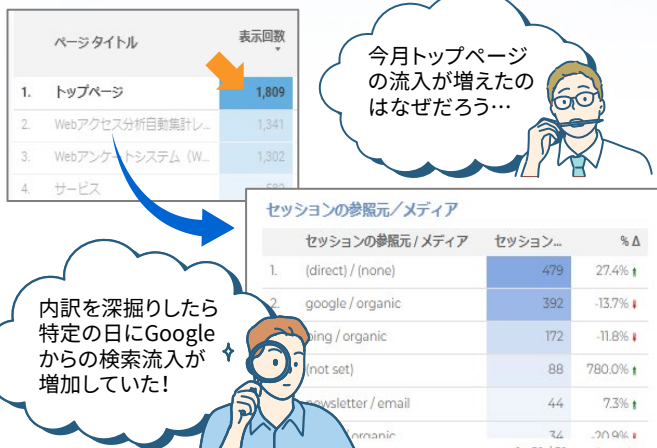 ページタイトル 表示回数
1. トップページ 1,809
2. Webアクセス分析自動集計レ... 1,341
3. Webアンケートシステム（W... 1,302
4. サービス
今月トップページ
の流入が増えたの
はなぜだろう…
セッションの参照元／メディア
セッションの参照元 / メディア セッション... % Δ
1. (direct) / (none) 479 27.4%
2. google / organic 392 -13.7%
bing / organic 172 -11.8%
(not set) 88 780.0%
newsletter / email 44 7.3%
organic 34 -20.9%
内訳を深掘りしたら
特定の日にGoogle
からの検索流入が
増加していた！